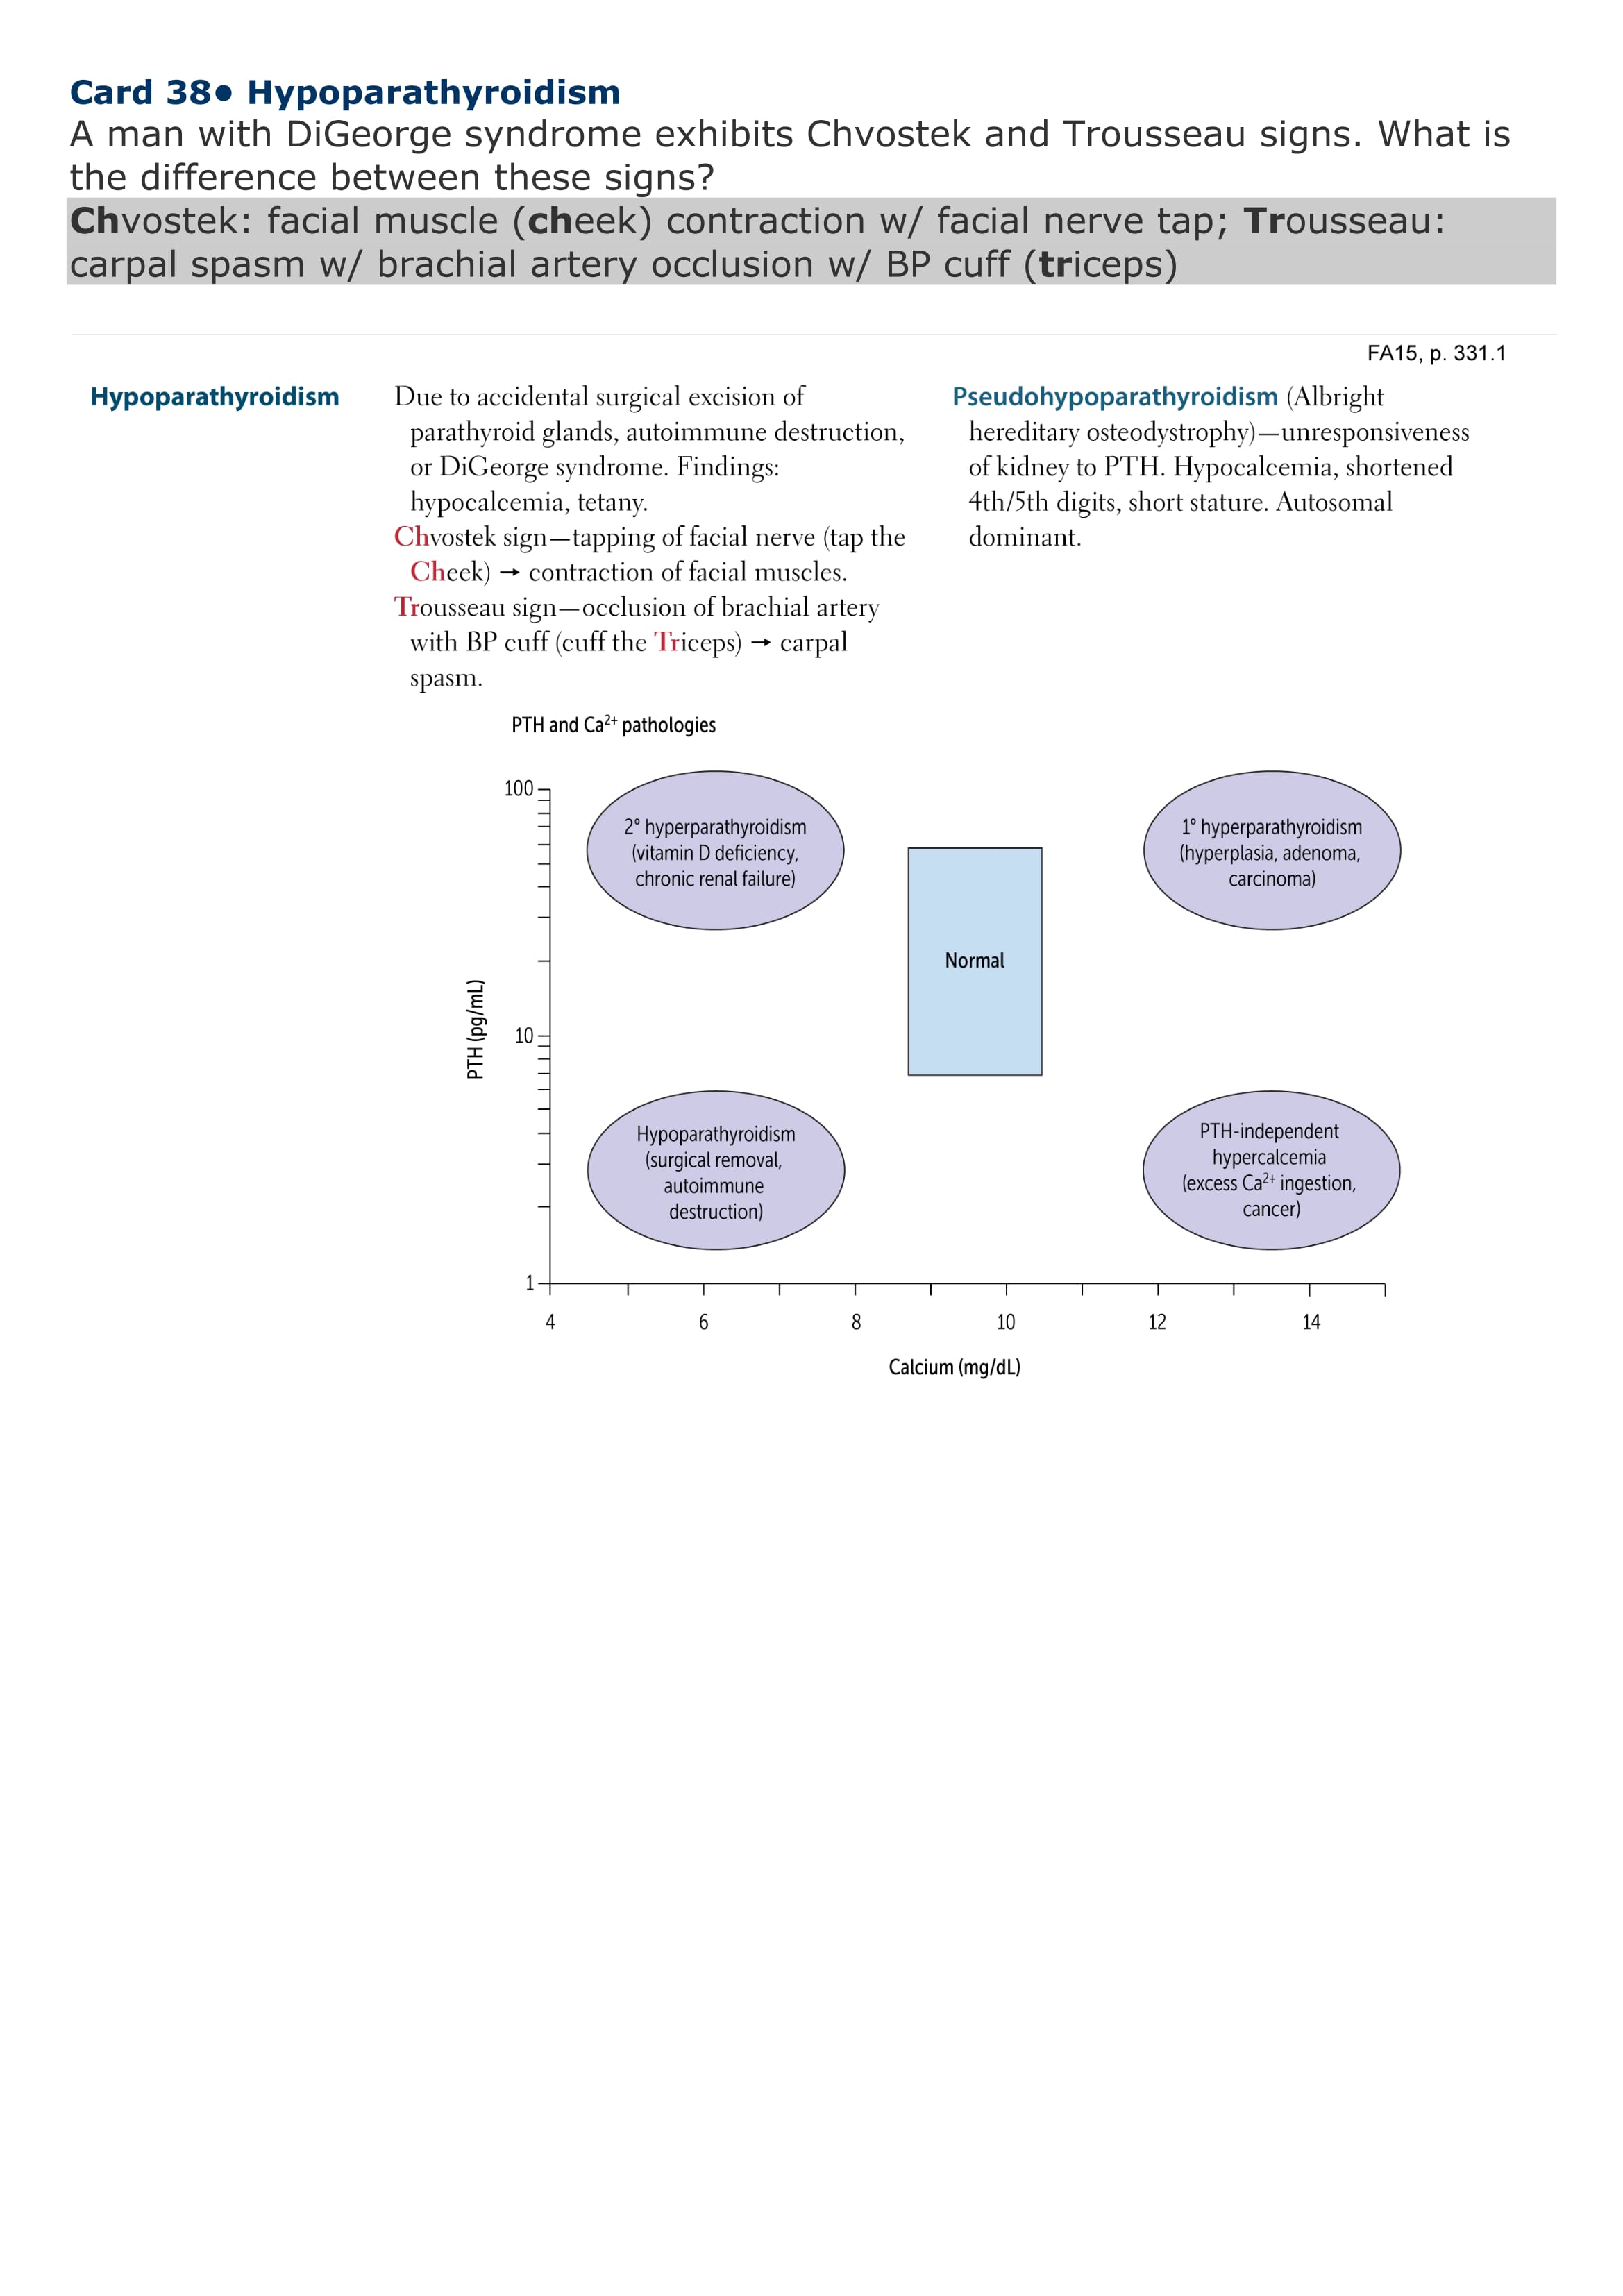 Card 38● Hypoparathyroidism
A man with DiGeorge syndrome exhibits Chvostek and Trousseau signs. What is
the difference between these signs?
Chvostek: facial muscle (cheek) contraction w/ facial nerve tap; Trousseau:
carpal spasm w/ brachial artery occlusion w/ BP cuff (triceps)
FA15, p. 331.1
Hypoparathyroidism
Due to accidental surgical excision of
parathyroid glands, autoimmune destruction,
or DiGeorge syndrome. Findings:
hypocalcemia, tetany.
Chvostek sign—tapping of facial nerve (tap the
Cheek) → contraction of facial muscles.
Trousseau sign—occlusion of brachial artery
with BP cuff (cuff the Triceps) → carpal
spasm.
Pseudohypoparathyroidism (Albright
hereditary osteodystrophy)—unresponsiveness
of kidney to PTH. Hypocalcemia, shortened
4th/5th digits, short stature. Autosomal
dominant.
PTH and Ca²⁺ pathologies
100
10
1
PTH (pg/mL)
2° hyperparathyroidism
(vitamin D deficiency,
chronic renal failure)
1° hyperparathyroidism
(hyperplasia, adenoma,
carcinoma)
Normal
Hypoparathyroidism
(surgical removal,
autoimmune
destruction)
PTH-independent
hypercalcemia
(excess Ca²⁺ ingestion,
cancer)
4 6 8 10 12 14
Calcium (mg/dL)